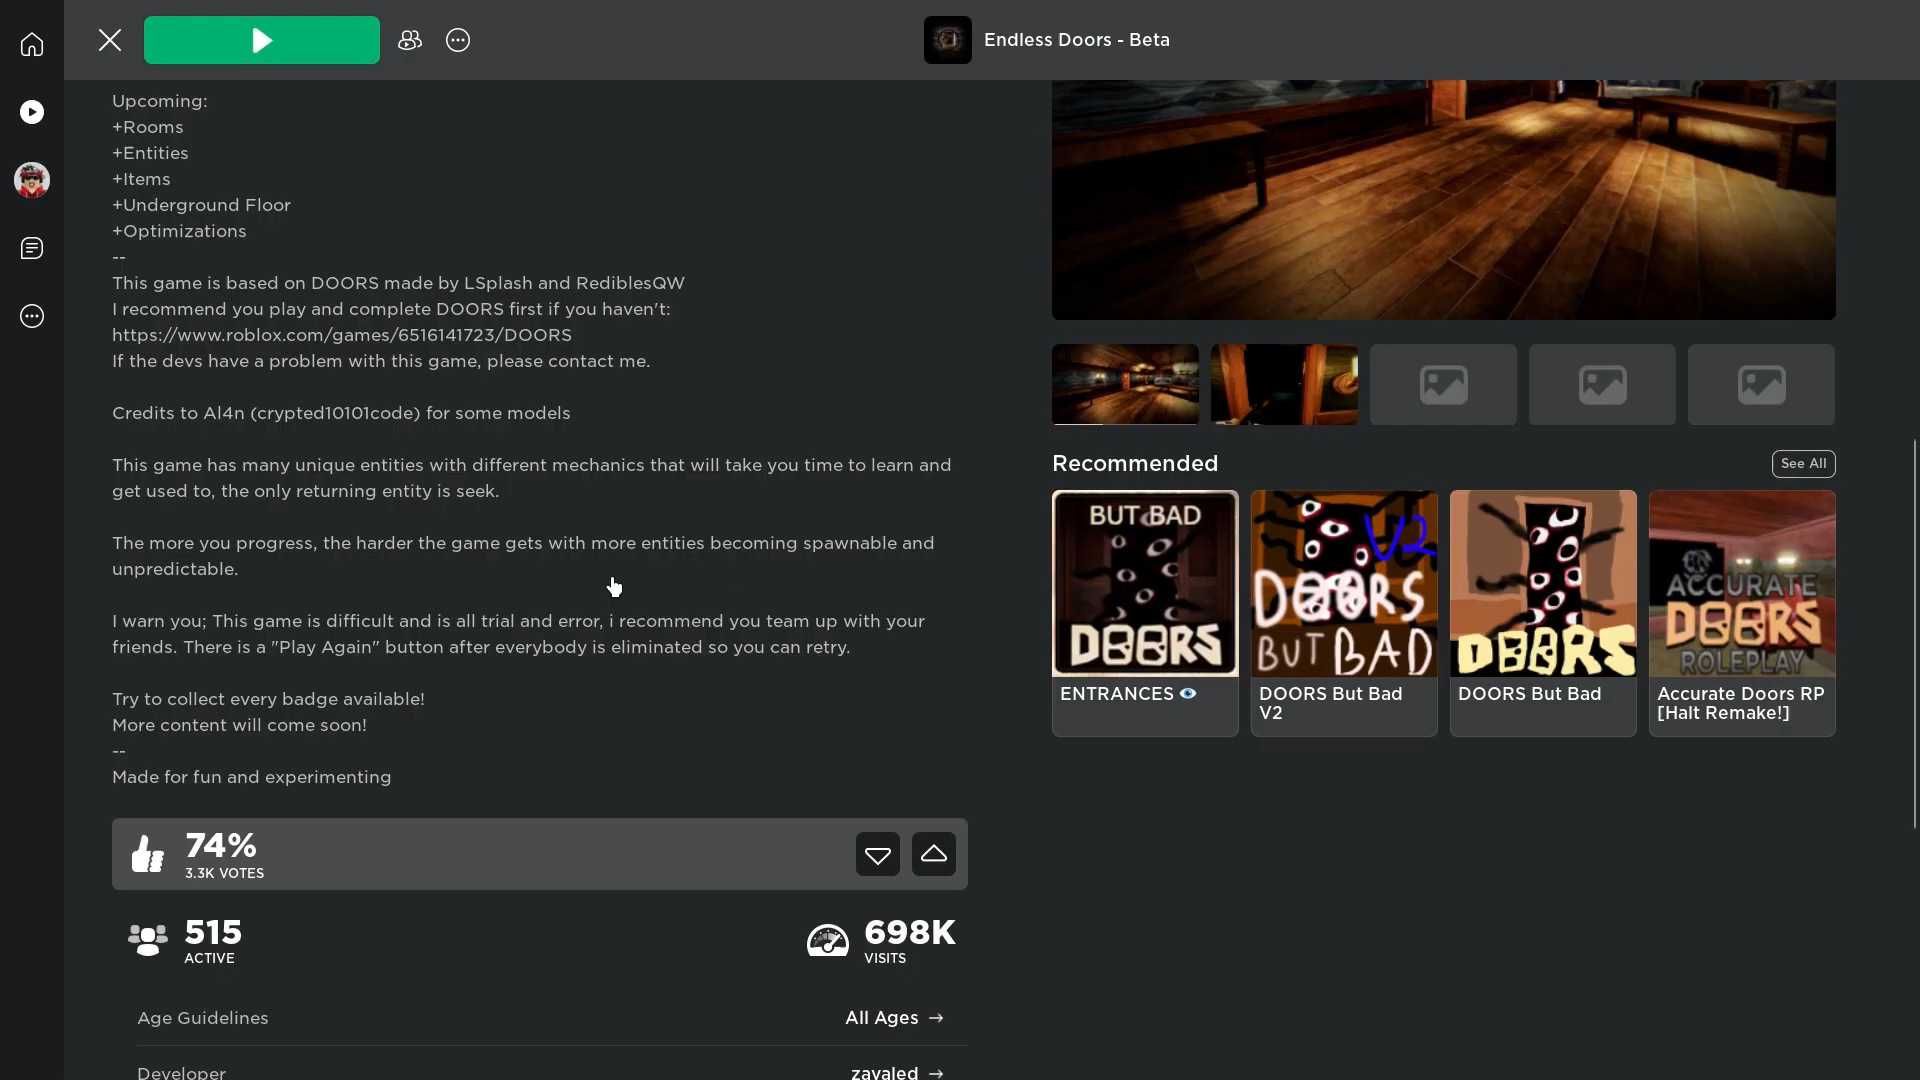 Endless Doors - Beta
Upcoming:
+Rooms
+Entities
+Items
+Underground Floor
+Optimizations
--
This game is based on DOORS made by LSplash and RediblesQW
I recommend you play and complete DOORS first if you haven't:
https://www.roblox.com/games/6516141723/DOORS
If the devs have a problem with this game, please contact me.
Credits to Al4n (crypted10101code) for some models
This game has many unique entities with different mechanics that will take you time to learn and
get used to, the only returning entity is seek.
The more you progress, the harder the game gets with more entities becoming spawnable and
unpredictable.
I warn you; This game is difficult and is all trial and error, i recommend you team up with your
friends. There is a "Play Again" button after everybody is eliminated so you can retry.
Try to collect every badge available!
More content will come soon!
--
Made for fun and experimenting
74%
3.3K VOTES
515
ACTIVE
698K
VISITS
Age Guidelines
All Ages →
Developer
zavaled →
Recommended
See All
BUT BAD
DOORS
ENTRANCES 👁
V2
DOORS
BUT BAD
DOORS But Bad
V2
DOORS
DOORS But Bad
ACCURATE
DOORS
ROLEPLAY
Accurate Doors RP
[Halt Remake!]